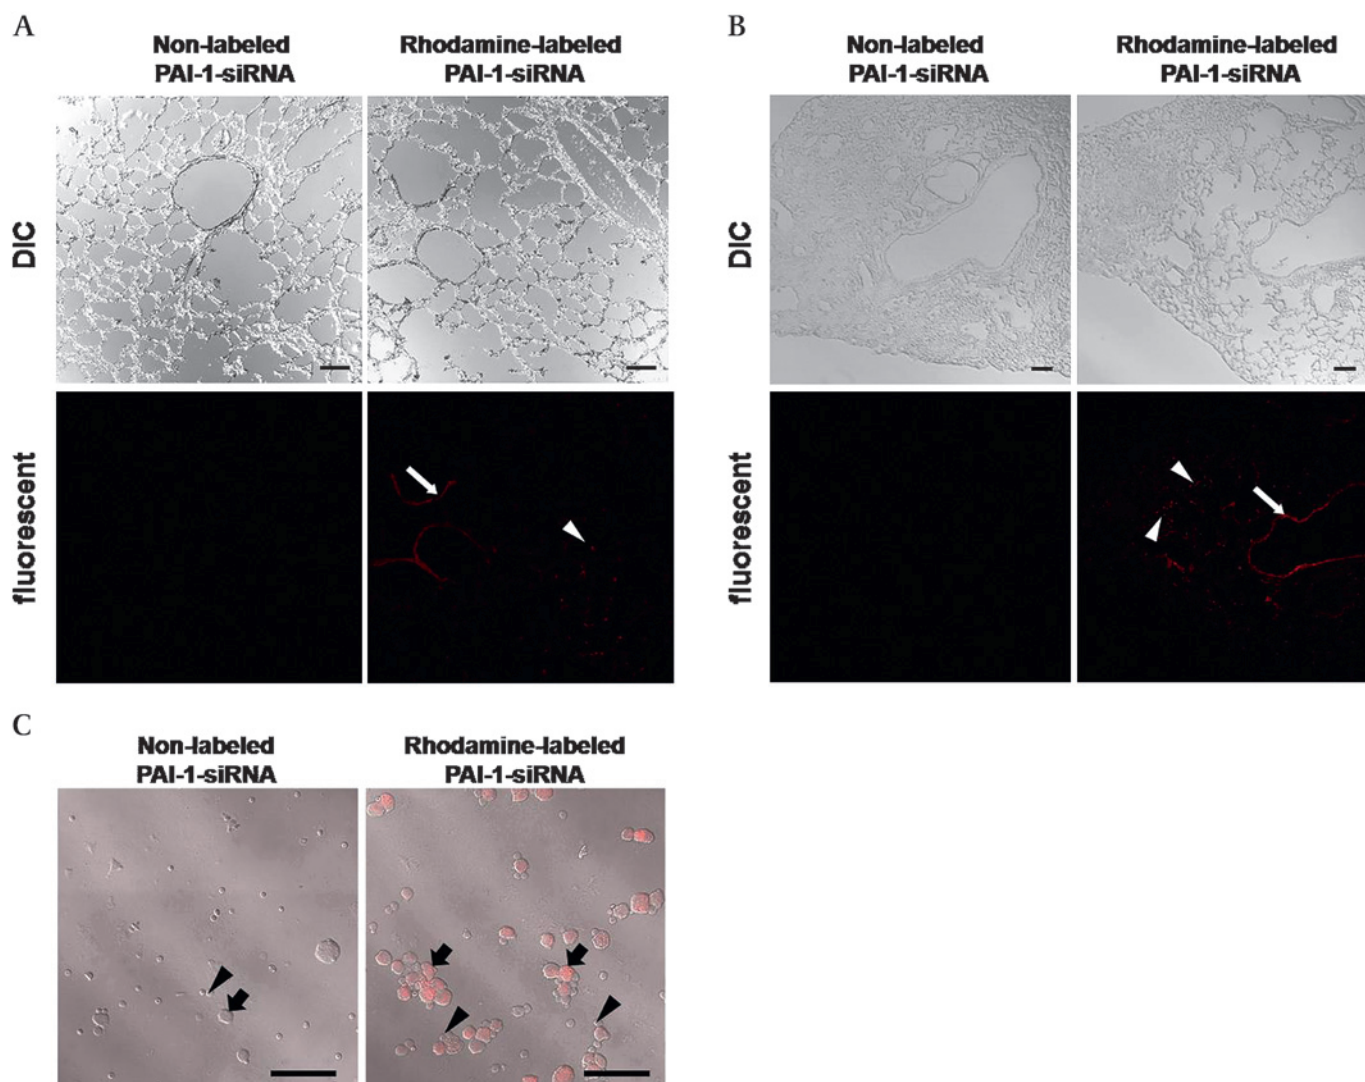 A
Non-labeled
PAI-1-siRNA
Rhodamine-labeled
PAI-1-siRNA
DIC
fluorescent
B
Non-labeled
PAI-1-siRNA
Rhodamine-labeled
PAI-1-siRNA
DIC
fluorescent
C
Non-labeled
PAI-1-siRNA
Rhodamine-labeled
PAI-1-siRNA